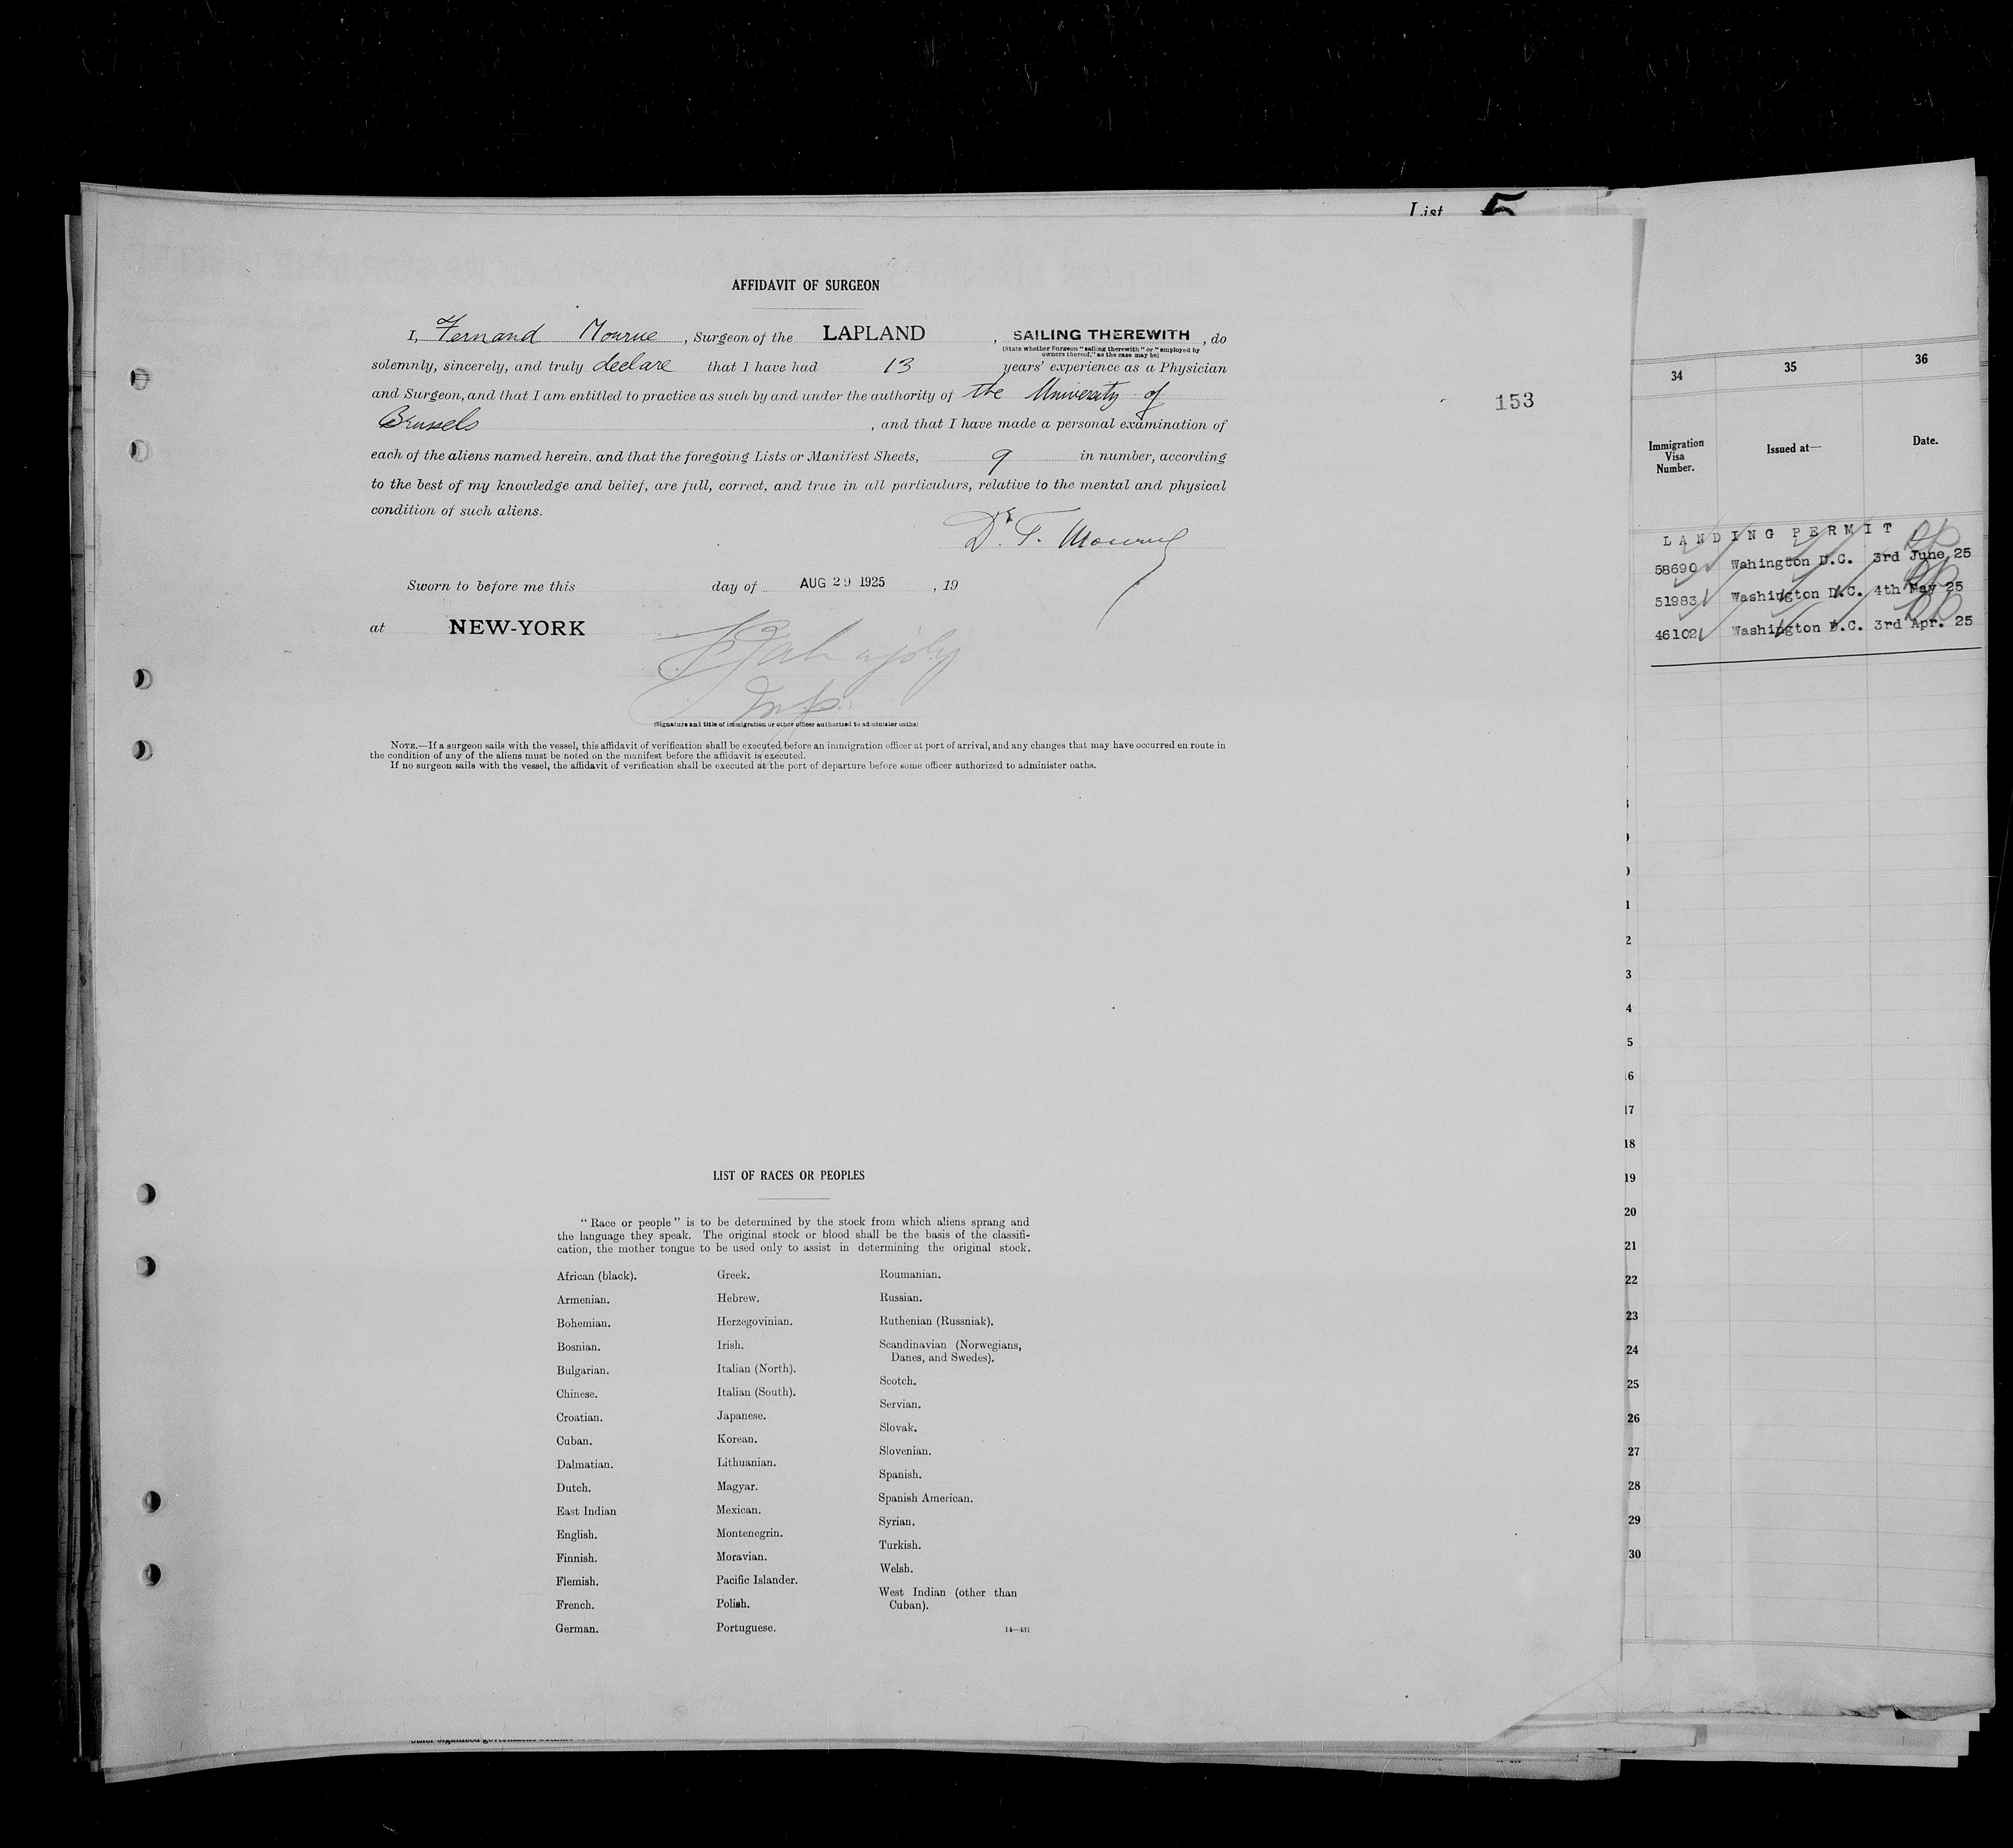 List 5
AFFIDAVIT OF SURGEON
I, Fernand Mourue, Surgeon of the LAPLAND, SAILING THEREWITH, do
(State whether Surgeon "sailing therewith" or "employed by
owners thereof," as the case may be)
solemnly, sincerely, and truly declare that I have had 13 years' experience as a Physician
and Surgeon, and that I am entitled to practice as such by and under the authority of the University of
Brussels, and that I have made a personal examination of
each of the aliens named herein, and that the foregoing Lists or Manifest Sheets, 9 in number, according
to the best of my knowledge and belief, are full, correct, and true in all particulars, relative to the mental and physical
condition of such aliens.
Dr. F. Mourue
Sworn to before me this day of AUG 29 1925, 19
at NEW-YORK
Insp.
(Signature and title of immigration or other officer authorized to administer oaths)
NOTE.—If a surgeon sails with the vessel, this affidavit of verification shall be executed before an immigration officer at port of arrival, and any changes that may have occurred en route in
the condition of any of the aliens must be noted on the manifest before the affidavit is executed.
If no surgeon sails with the vessel, the affidavit of verification shall be executed at the port of departure before some officer authorized to administer oaths.
153
LIST OF RACES OR PEOPLES
"Race or people" is to be determined by the stock from which aliens sprang and
the language they speak. The original stock or blood shall be the basis of the classifi-
cation, the mother tongue to be used only to assist in determining the original stock.
African (black).
Armenian.
Bohemian.
Bosnian.
Bulgarian.
Chinese.
Croatian.
Cuban.
Dalmatian.
Dutch.
East Indian
English.
Finnish.
Flemish.
French.
German.
Greek.
Hebrew.
Herzegovinian.
Irish.
Italian (North).
Italian (South).
Japanese.
Korean.
Lithuanian.
Magyar.
Mexican.
Montenegrin.
Moravian.
Pacific Islander.
Polish.
Portuguese.
Roumanian.
Russian.
Ruthenian (Russniak).
Scandinavian (Norwegians,
Danes, and Swedes).
Scotch.
Servian.
Slovak.
Slovenian.
Spanish.
Spanish American.
Syrian.
Turkish.
Welsh.
West Indian (other than
Cuban).
14—431
34 35 36
Immigration
Visa
Number.
Issued at—
Date.
LANDING PERMIT
58690 Wahington D.C. 3rd June 25
51983 Washington D.C. 4th May 25
46102 Washington D.C. 3rd Apr. 25
1
2
3
4
5
16
17
18
19
20
21
22
23
24
25
26
27
28
29
30